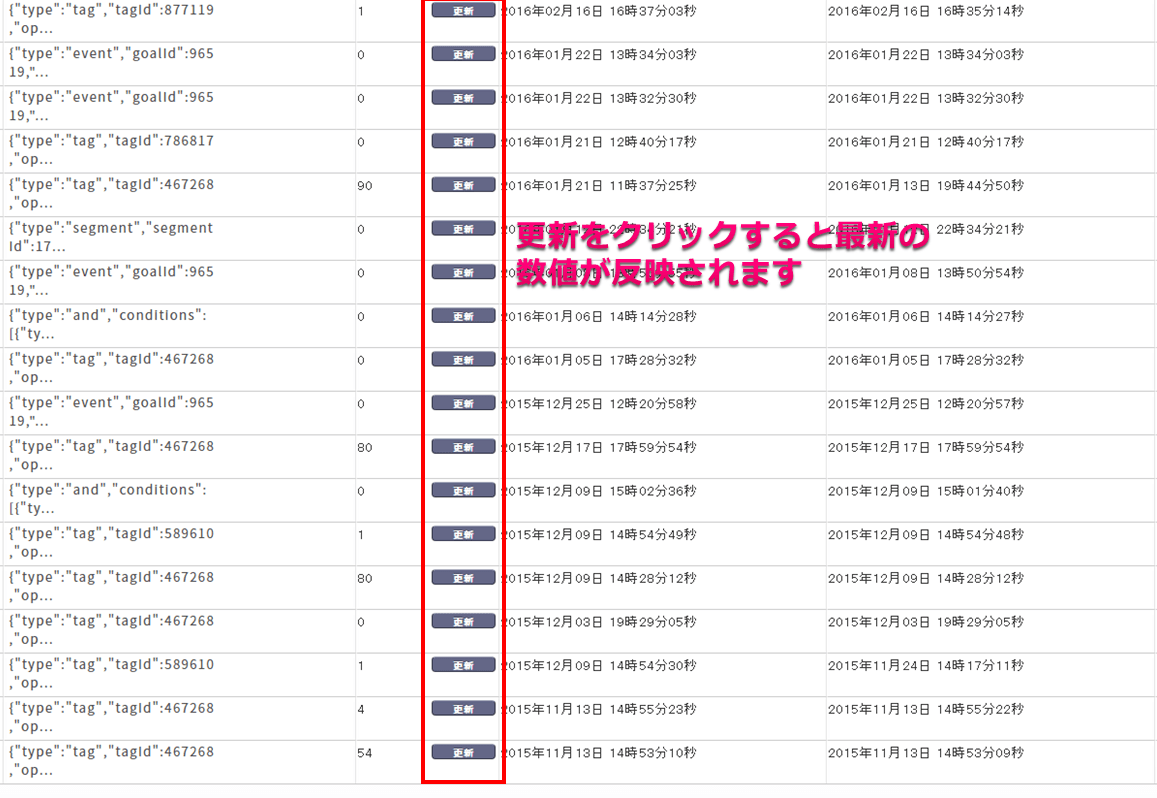 {"type":"tag","tagId":877119 1 更新 2016年02月16日 16時37分03秒 2016年02月16日 16時35分14秒
,"op...
{"type":"event","goalId":965 0 更新 2016年01月22日 13時34分03秒 2016年01月22日 13時34分03秒
19,"...
{"type":"event","goalId":965 0 更新 2016年01月22日 13時32分30秒 2016年01月22日 13時32分30秒
19,"...
{"type":"tag","tagId":786817 0 更新 2016年01月21日 12時40分17秒 2016年01月21日 12時40分17秒
,"op...
{"type":"tag","tagId":467268 90 更新 2016年01月21日 11時37分25秒 2016年01月13日 19時44分50秒
,"op...
{"type":"segment","segment 0 更新 22時34分21秒
Id":17...
更新をクリックすると最新の
数値が反映されます
{"type":"event","goalId":965 0 更新 2016年01月08日 13時50分54秒
19,"...
{"type":"and","conditions": 0 更新 2016年01月06日 14時14分28秒 2016年01月06日 14時14分27秒
[{"ty...
{"type":"tag","tagId":467268 0 更新 2016年01月05日 17時28分32秒 2016年01月05日 17時28分32秒
,"op...
{"type":"event","goalId":965 0 更新 2015年12月25日 12時20分58秒 2015年12月25日 12時20分57秒
19,"...
{"type":"tag","tagId":467268 80 更新 2015年12月17日 17時59分54秒 2015年12月17日 17時59分54秒
,"op...
{"type":"and","conditions": 0 更新 2015年12月09日 15時02分36秒 2015年12月09日 15時01分40秒
[{"ty...
{"type":"tag","tagId":589610 1 更新 2015年12月09日 14時54分49秒 2015年12月09日 14時54分48秒
,"op...
{"type":"tag","tagId":467268 80 更新 2015年12月09日 14時28分12秒 2015年12月09日 14時28分12秒
,"op...
{"type":"tag","tagId":467268 0 更新 2015年12月03日 19時29分05秒 2015年12月03日 19時29分05秒
,"op...
{"type":"tag","tagId":589610 1 更新 2015年12月09日 14時54分30秒 2015年11月24日 14時17分11秒
,"op...
{"type":"tag","tagId":467268 4 更新 2015年11月13日 14時55分23秒 2015年11月13日 14時55分22秒
,"op...
{"type":"tag","tagId":467268 54 更新 2015年11月13日 14時53分10秒 2015年11月13日 14時53分09秒
,"op...